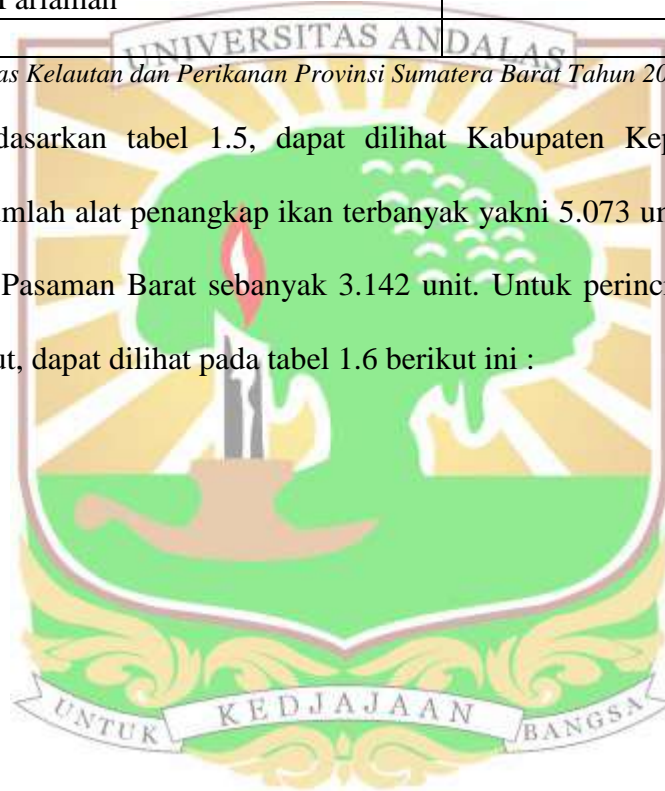 Pariaman
UNIVERSITAS ANDALAS
as Kelautan dan Perikanan Provinsi Sumatera Barat Tahun 20
dasarkan tabel 1.5, dapat dilihat Kabupaten Kep
umlah alat penangkap ikan terbanyak yakni 5.073 un
Pasaman Barat sebanyak 3.142 unit. Untuk perinci
ut, dapat dilihat pada tabel 1.6 berikut ini :
UNTUK KEDJAJAAN BANGSA